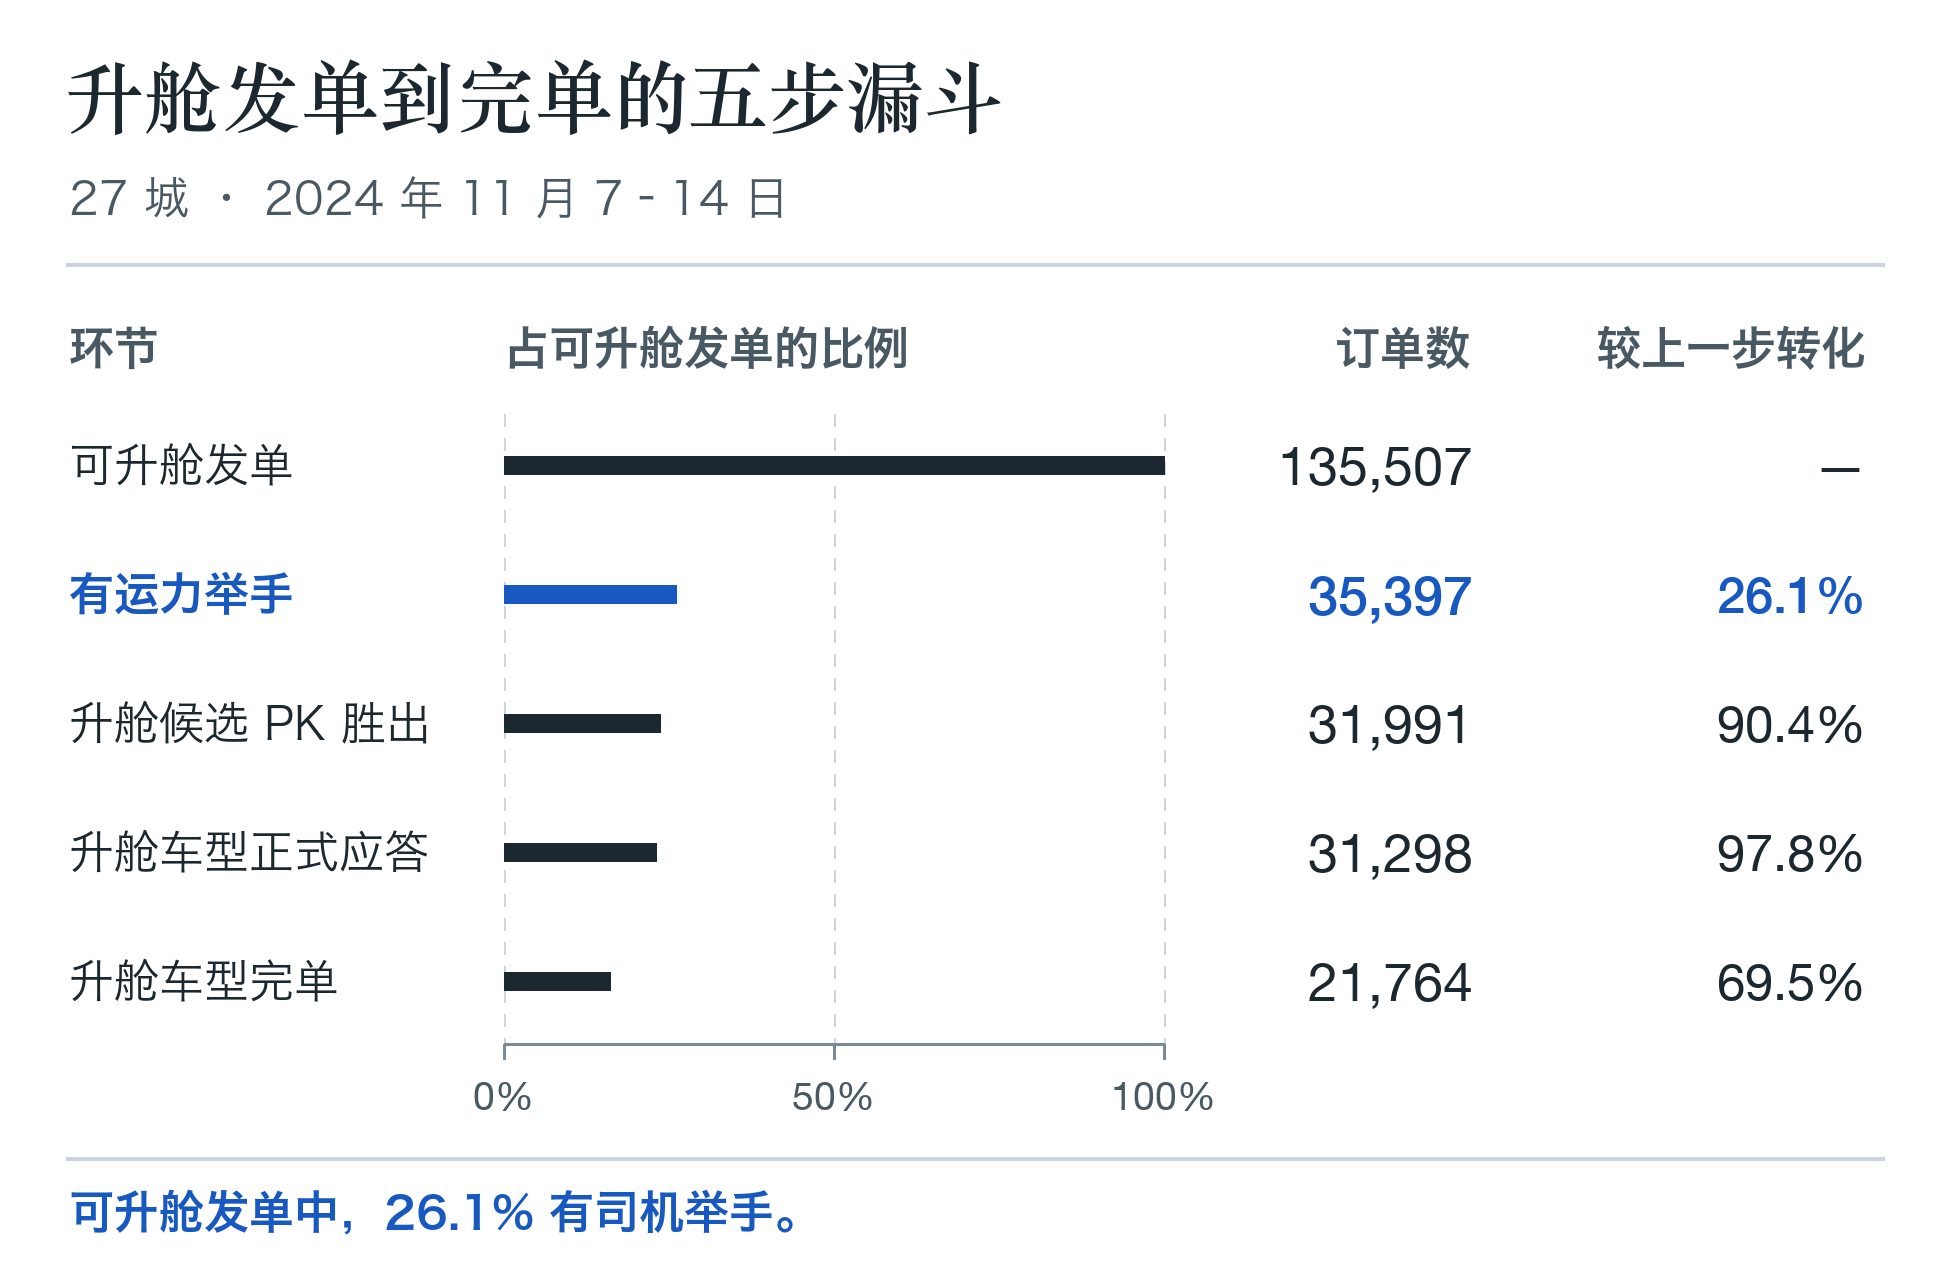 升舱发单到完单的五步漏斗
27 城 · 2024 年 11 月 7 - 14 日
环节 占可升舱发单的比例 订单数 较上一步转化
可升舱发单 135,507 —
有运力举手 35,397 26.1%
升舱候选 PK 胜出 31,991 90.4%
升舱车型正式应答 31,298 97.8%
升舱车型完单 21,764 69.5%
0% 50% 100%
可升舱发单中，26.1% 有司机举手。